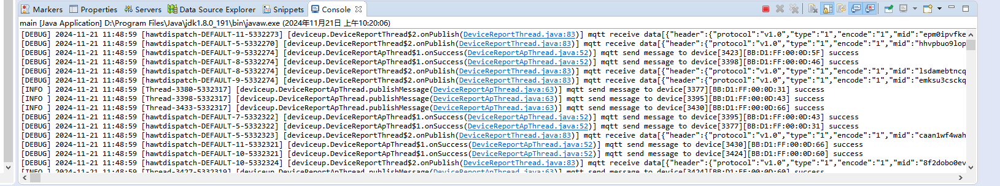 Markers Properties Servers Data Source Explorer Snippets Console
main [Java Application] D:\Program Files\Java\jdk1.8.0_191\bin\javaw.exe (2024年11月21日 上午10:20:06)
[DEBUG] 2024-11-21 11:48:59 [hawtdispatch-DEFAULT-11-5332273] [deviceup.DeviceReportThread$2.onPublish(DeviceReportThread.java:83)] mqtt receive data[{"header":{"protocol":"v1.0","type":"1","encode":"1","mid":"epm0ipvfke
[DEBUG] 2024-11-21 11:48:59 [hawtdispatch-DEFAULT-5-5332270] [deviceup.DeviceReportThread$2.onPublish(DeviceReportThread.java:83)] mqtt receive data[{"header":{"protocol":"v1.0","type":"1","encode":"1","mid":"hhvpbuo9lop
[DEBUG] 2024-11-21 11:48:59 [hawtdispatch-DEFAULT-9-5332274] [deviceup.DeviceReportApThread$1.onSuccess(DeviceReportApThread.java:52)] mqtt send message to device[3423][BB:D1:FF:00:0D:5F] success
[DEBUG] 2024-11-21 11:48:59 [hawtdispatch-DEFAULT-8-5332274] [deviceup.DeviceReportApThread$1.onSuccess(DeviceReportApThread.java:52)] mqtt send message to device[3398][BB:D1:FF:00:0D:46] success
[DEBUG] 2024-11-21 11:48:59 [hawtdispatch-DEFAULT-8-5332274] [deviceup.DeviceReportThread$2.onPublish(DeviceReportThread.java:83)] mqtt receive data[{"header":{"protocol":"v1.0","type":"1","encode":"1","mid":"lsdamebtncq
[DEBUG] 2024-11-21 11:48:59 [hawtdispatch-DEFAULT-9-5332274] [deviceup.DeviceReportThread$2.onPublish(DeviceReportThread.java:83)] mqtt receive data[{"header":{"protocol":"v1.0","type":"1","encode":"1","mid":"emksu3csckq
[INFO ] 2024-11-21 11:48:59 [Thread-3380-5332317] [deviceup.DeviceReportApThread.publishMessage(DeviceReportApThread.java:63)] mqtt send message to device[3377][BB:D1:FF:00:0D:31] success
[INFO ] 2024-11-21 11:48:59 [Thread-3398-5332317] [deviceup.DeviceReportApThread.publishMessage(DeviceReportApThread.java:63)] mqtt send message to device[3395][BB:D1:FF:00:0D:43] success
[INFO ] 2024-11-21 11:48:59 [Thread-3433-5332317] [deviceup.DeviceReportApThread.publishMessage(DeviceReportApThread.java:63)] mqtt send message to device[3430][BB:D1:FF:00:0D:66] success
[DEBUG] 2024-11-21 11:48:59 [hawtdispatch-DEFAULT-7-5332322] [deviceup.DeviceReportApThread$1.onSuccess(DeviceReportApThread.java:52)] mqtt send message to device[3395][BB:D1:FF:00:0D:43] success
[DEBUG] 2024-11-21 11:48:59 [hawtdispatch-DEFAULT-5-5332322] [deviceup.DeviceReportApThread$1.onSuccess(DeviceReportApThread.java:52)] mqtt send message to device[3377][BB:D1:FF:00:0D:31] success
[DEBUG] 2024-11-21 11:48:59 [hawtdispatch-DEFAULT-5-5332323] [deviceup.DeviceReportThread$2.onPublish(DeviceReportThread.java:83)] mqtt receive data[{"header":{"protocol":"v1.0","type":"1","encode":"1","mid":"caan1wf4wah
[DEBUG] 2024-11-21 11:48:59 [hawtdispatch-DEFAULT-11-5332321] [deviceup.DeviceReportApThread$1.onSuccess(DeviceReportApThread.java:52)] mqtt send message to device[3430][BB:D1:FF:00:0D:66] success
[DEBUG] 2024-11-21 11:48:59 [hawtdispatch-DEFAULT-10-5332321] [deviceup.DeviceReportApThread$1.onSuccess(DeviceReportApThread.java:52)] mqtt send message to device[3424][BB:D1:FF:00:0D:60] success
[DEBUG] 2024-11-21 11:48:59 [hawtdispatch-DEFAULT-10-5332324] [deviceup.DeviceReportThread$2.onPublish(DeviceReportThread.java:83)] mqtt receive data[{"header":{"protocol":"v1.0","type":"1","encode":"1","mid":"8f2dobo0ev
[INFO ] 2024-11-21 11:48:59 [Thread-3427-5332319] [deviceup.DeviceReportApThread.publishMessage(DeviceReportApThread.java:63)] mqtt send message to device[3424][BB:D1:FF:00:0D:60] success